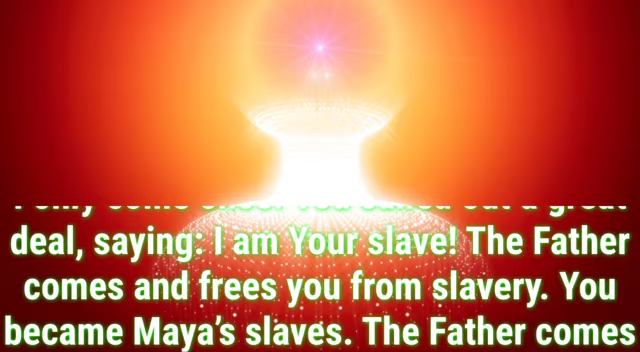 deal, saying: I am Your slave! The Father
comes and frees you from slavery. You
became Maya’s slaves. The Father comes